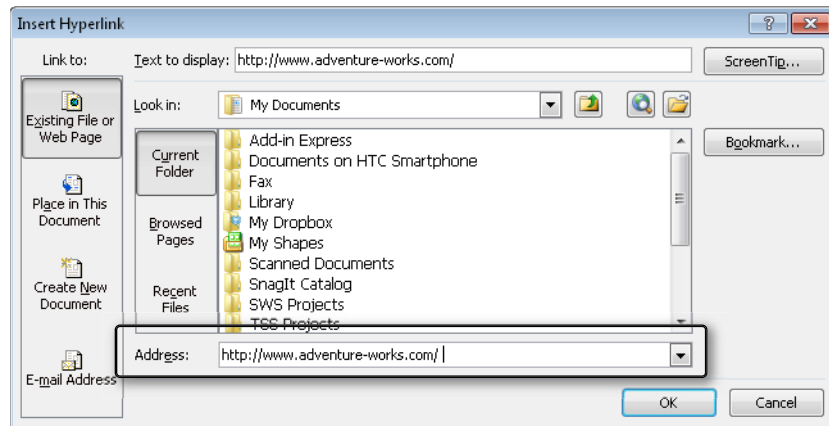 Insert Hyperlink
Link to:
Text to display: http://www.adventure-works.com/
ScreenTip...
Existing File or
Web Page
Look in: My Documents
Bookmark...
Current
Folder
Add-in Express
Documents on HTC Smartphone
Fax
Library
My Dropbox
My Shapes
Scanned Documents
SnagIt Catalog
SWS Projects
TSS Projects
Place in This
Document
Browsed
Pages
Create New
Document
Recent
Files
E-mail Address
Address: http://www.adventure-works.com/
OK
Cancel